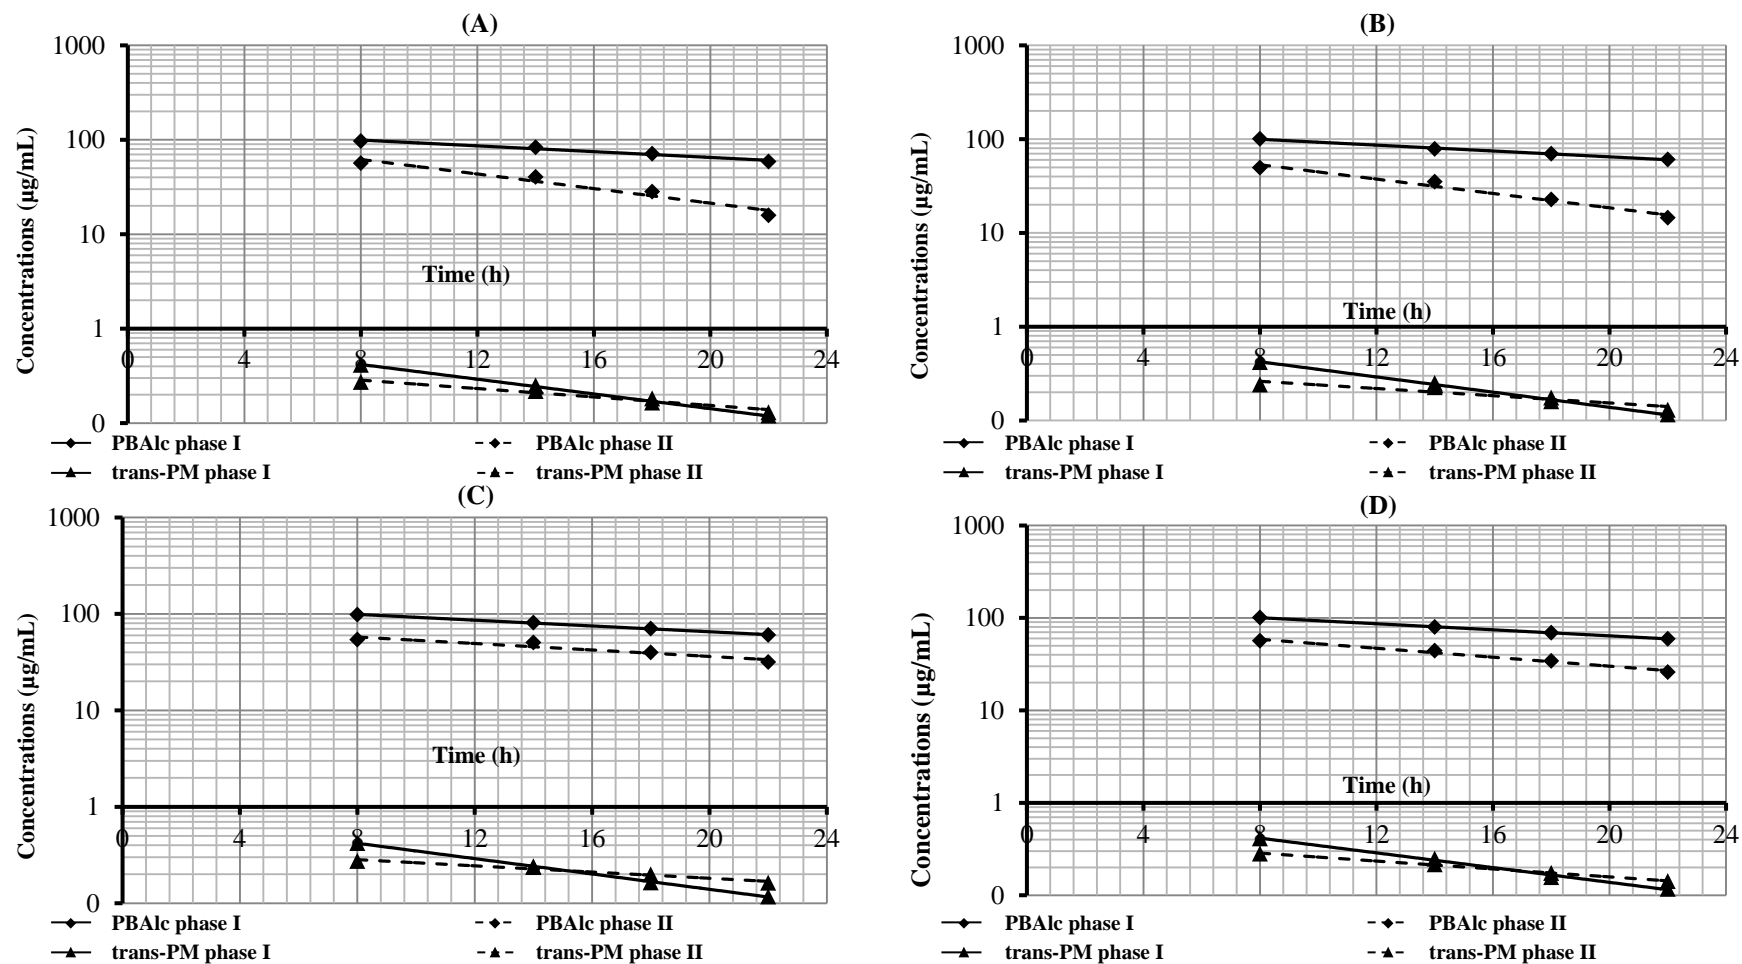 (A)
1000
100
10
1
0
Concentrations (µg/mL)
Time (h)
0 4 8 12 16 20 24
PBAlc phase I PBAlc phase II
trans-PM phase I trans-PM phase II
(B)
1000
100
10
1
0
Concentrations (µg/mL)
Time (h)
0 4 8 12 16 20 24
PBAlc phase I PBAlc phase II
trans-PM phase I trans-PM phase II
(C)
1000
100
10
1
0
Concentrations (µg/mL)
Time (h)
0 4 8 12 16 20 24
PBAlc phase I PBAlc phase II
trans-PM phase I trans-PM phase II
(D)
1000
100
10
1
0
Concentrations (µg/mL)
Time (h)
0 4 8 12 16 20 24
PBAlc phase I PBAlc phase II
trans-PM phase I trans-PM phase II